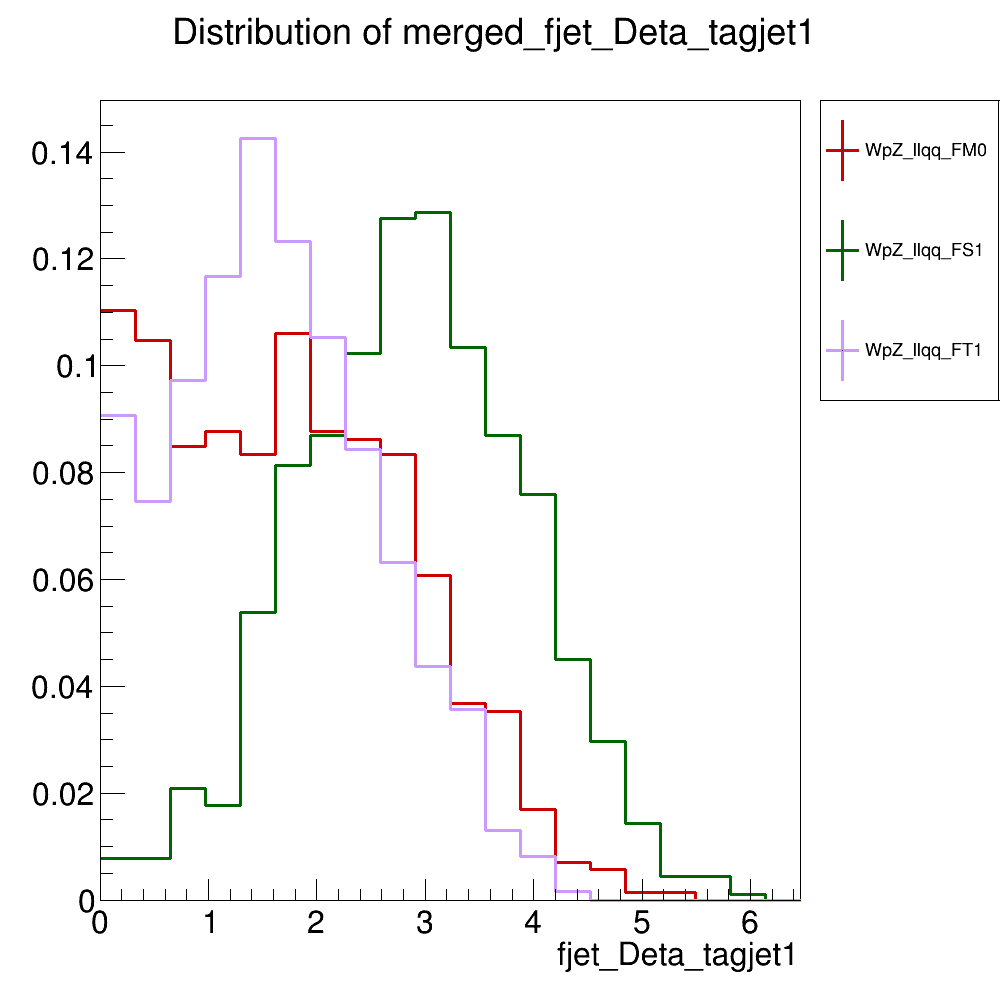 Distribution of merged_fjet_Deta_tagjet1
WpZ_llqq_FM0
WpZ_llqq_FS1
WpZ_llqq_FT1
0.14
0.12
0.1
0.08
0.06
0.04
0.02
0
0 1 2 3 4 5 6
fjet_Deta_tagjet1